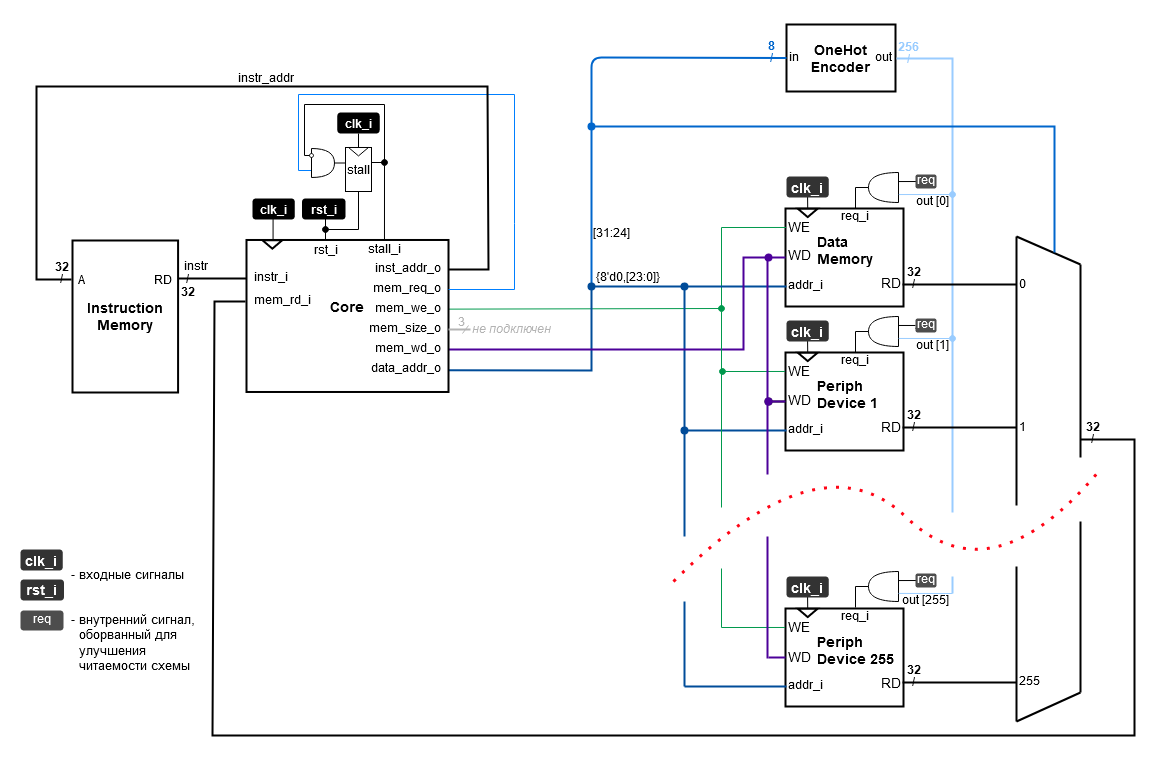 8
in
OneHot
Encoder
out
256
instr_addr
clk_i
stall
clk_i
rst_i
rst_i
stall_i
32
A
RD
Instruction
Memory
instr
32
instr_i
mem_rd_i
Core
inst_addr_o
mem_req_o
mem_we_o
mem_size_o
mem_wd_o
data_addr_o
3
не подключен
[31:24]
{8'd0,[23:0]}
clk_i
req
out [0]
req_i
WE
WD
addr_i
Data
Memory
RD
32
0
clk_i
req
out [1]
req_i
WE
WD
addr_i
Periph
Device 1
RD
32
1
32
clk_i
req
out [255]
req_i
WE
WD
addr_i
Periph
Device 255
RD
32
255
clk_i
rst_i
- входные сигналы
req
- внутренний сигнал,
оборванный для
улучшения
читаемости схемы